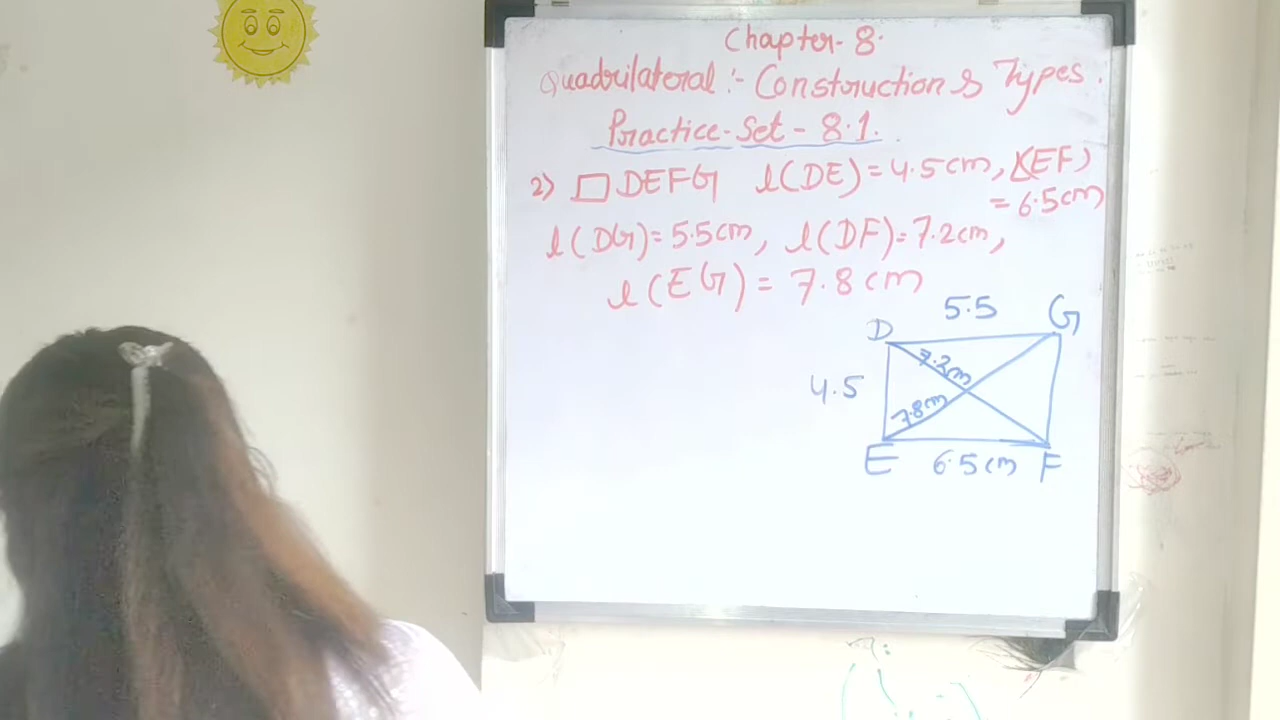 Chapter-8.
Quadrilateral :- Construction & Types.
Practice-Set-8.1.
2) □ DEFG l(DE)=4.5cm, l(EF)
=6.5cm
l(DG)=5.5cm, l(DF)=7.2cm,
l(EG)=7.8cm
5.5
D G
7.2cm
4.5
7.8cm
E 6.5cm F